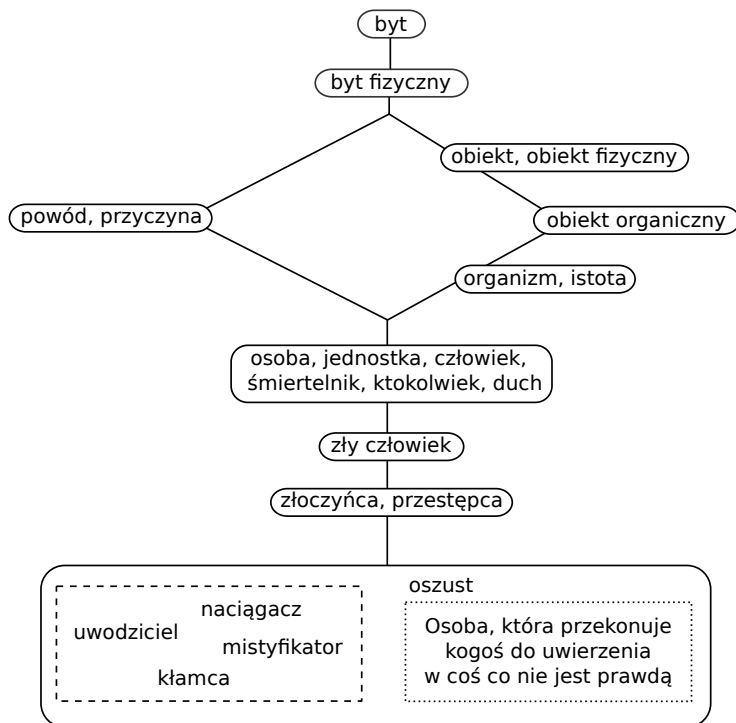 byt
byt fizyczny
obiekt, obiekt fizyczny
powód, przyczyna
obiekt organiczny
organizm, istota
osoba, jednostka, człowiek,
śmiertelnik, ktokolwiek, duch
zły człowiek
złoczyńca, przestępca
oszust
naciągacz
uwodziciel
mistyfikator
kłamca
Osoba, która przekonuje
kogoś do uwierzenia
w coś co nie jest prawdą